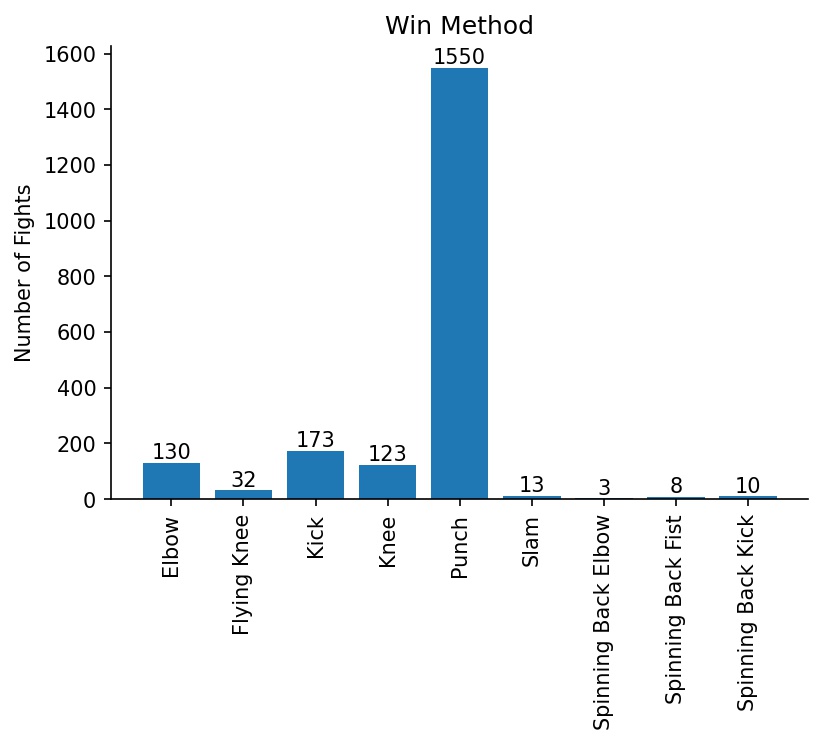 Win Method
Number of Fights
1600
1400
1200
1000
800
600
400
200
0
130
32
173
123
1550
13
3
8
10
Elbow
Flying Knee
Kick
Knee
Punch
Slam
Spinning Back Elbow
Spinning Back Fist
Spinning Back Kick